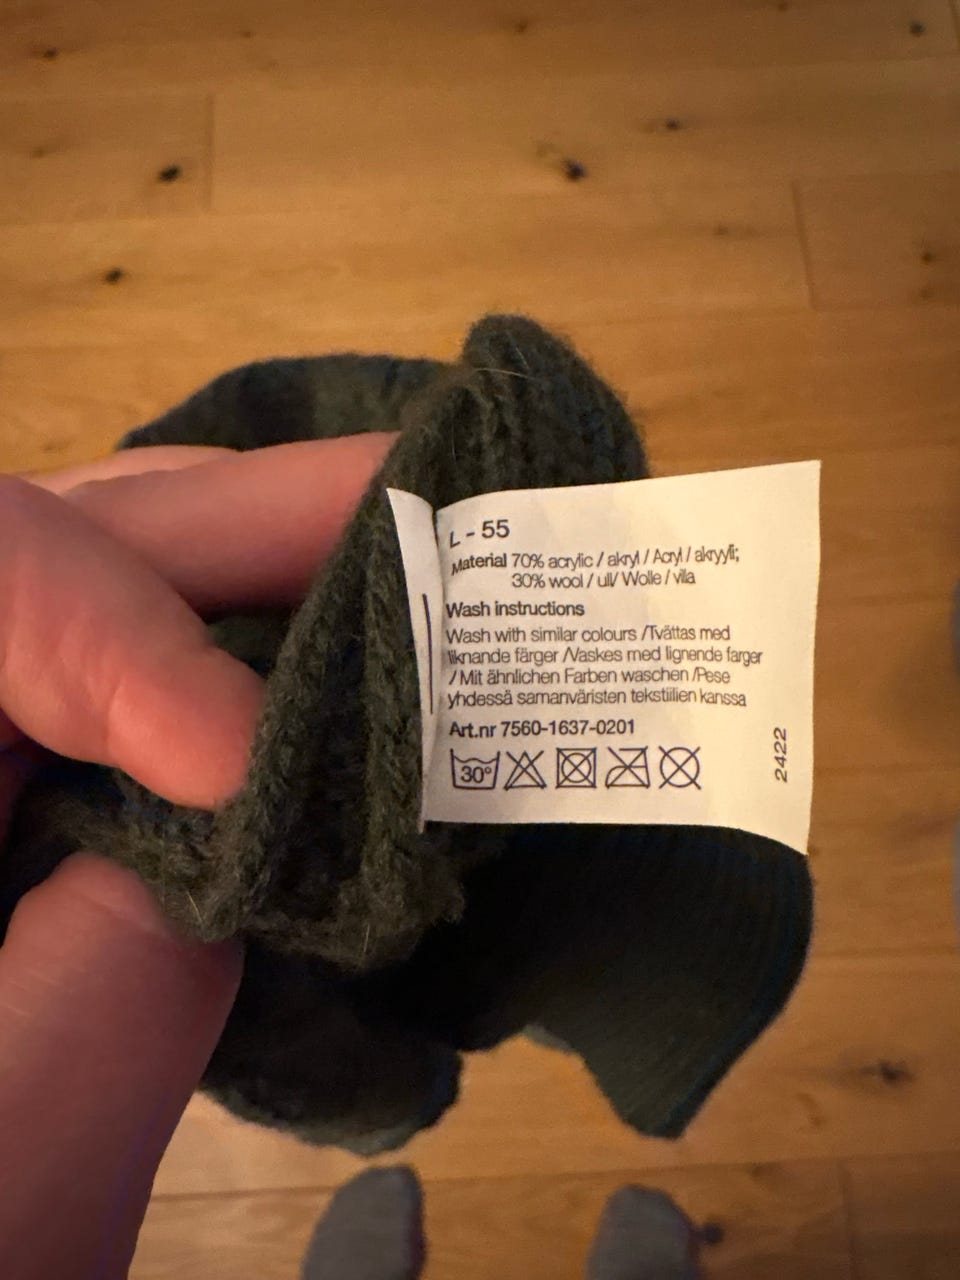 L - 55
Material 70% acrylic / akryl / Acryl / akryyli;
30% wool / ull/ Wolle / villa
Wash instructions
Wash with similar colours /Tvättas med
liknande färger /Vaskes med lignende farger
/ Mit ähnlichen Farben waschen /Pese
yhdessä samanväristen tekstiilien kanssa
Art.nr 7560-1637-0201
30°
2422